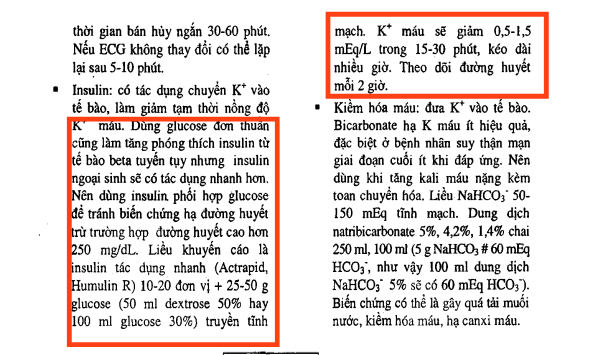 thời gian bán hủy ngắn 30-60 phút.
Nếu ECG không thay đổi có thể lặp
lại sau 5-10 phút.
▪ Insulin: có tác dụng chuyển K⁺ vào
tế bào, làm giảm tạm thời nồng độ
K⁺ máu. Dùng glucose đơn thuần
cũng làm tăng phóng thích insulin từ
tế bào beta tuyến tụy nhưng insulin
ngoại sinh sẽ có tác dụng nhanh hơn.
Nên dùng insulin phối hợp glucose
để tránh biến chứng hạ đường huyết
trừ trường hợp đường huyết cao hơn
250 mg/dL. Liều khuyến cáo là
insulin tác dụng nhanh (Actrapid,
Humulin R) 10-20 đơn vị + 25-50 g
glucose (50 ml dextrose 50% hay
100 ml glucose 30%) truyền tĩnh
mạch. K⁺ máu sẽ giảm 0,5-1,5
mEq/L trong 15-30 phút, kéo dài
nhiều giờ. Theo dõi đường huyết
mỗi 2 giờ.
▪ Kiềm hóa máu: đưa K⁺ vào tế bào.
Bicarbonate hạ K máu ít hiệu quả,
đặc biệt ở bệnh nhân suy thận mạn
giai đoạn cuối ít khi đáp ứng. Nên
dùng khi tăng kali máu nặng kèm
toan chuyển hóa. Liều NaHCO₃⁻ 50-
150 mEq tĩnh mạch. Dung dịch
natribicarbonate 5%, 4,2%, 1,4% chai
250 ml, 100 ml (5 g NaHCO₃ # 60 mEq
HCO₃⁻, như vậy 100 ml dung dịch
NaHCO₃⁻ 5% sẽ có 60 mEq HCO₃⁻).
Biến chứng có thể là gây quá tải muối
nước, kiềm hóa máu, hạ canxi máu.